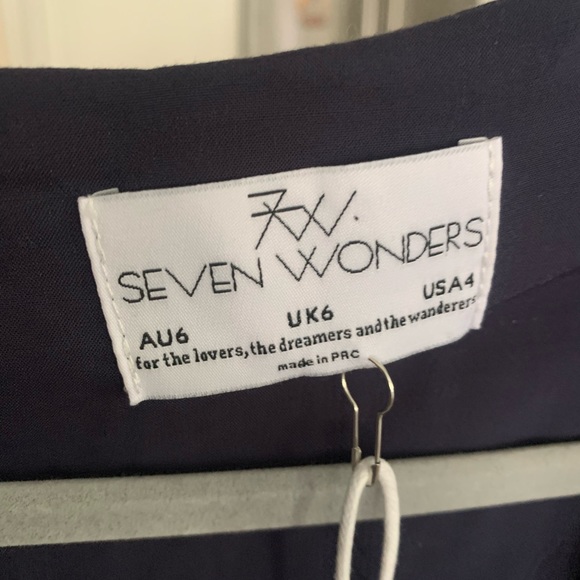 7W.
SEVEN WONDERS
AU6 UK6 USA4
for the lovers, the dreamers and the wanderers
made in PRC